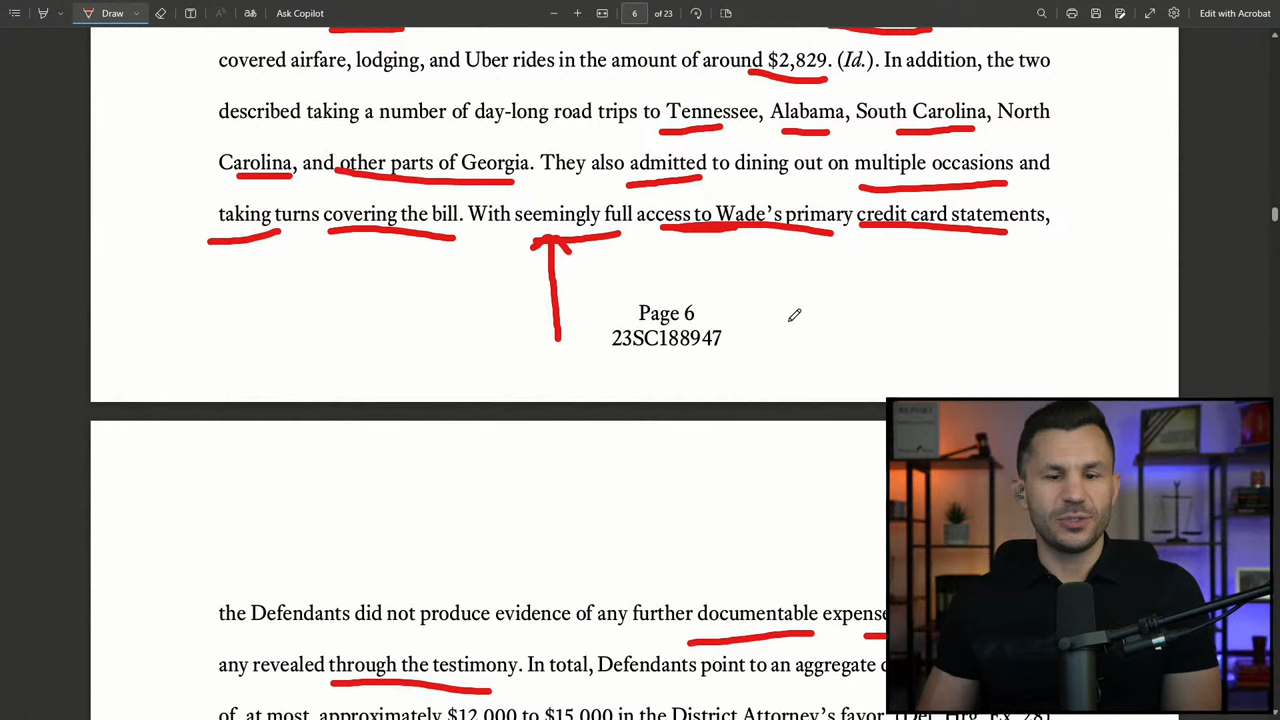 Draw
Ask Copilot
6
of 23
Edit with Acrobat
covered airfare, lodging, and Uber rides in the amount of around $2,829. (Id.). In addition, the two
described taking a number of day-long road trips to Tennessee, Alabama, South Carolina, North
Carolina, and other parts of Georgia. They also admitted to dining out on multiple occasions and
taking turns covering the bill. With seemingly full access to Wade's primary credit card statements,
Page 6
23SC188947
the Defendants did not produce evidence of any further documentable expense
any revealed through the testimony. In total, Defendants point to an aggregate
of, at most, approximately $12,000 to $15,000 in the District Attorney's favor. (Def. Hrg. Ex. 28)